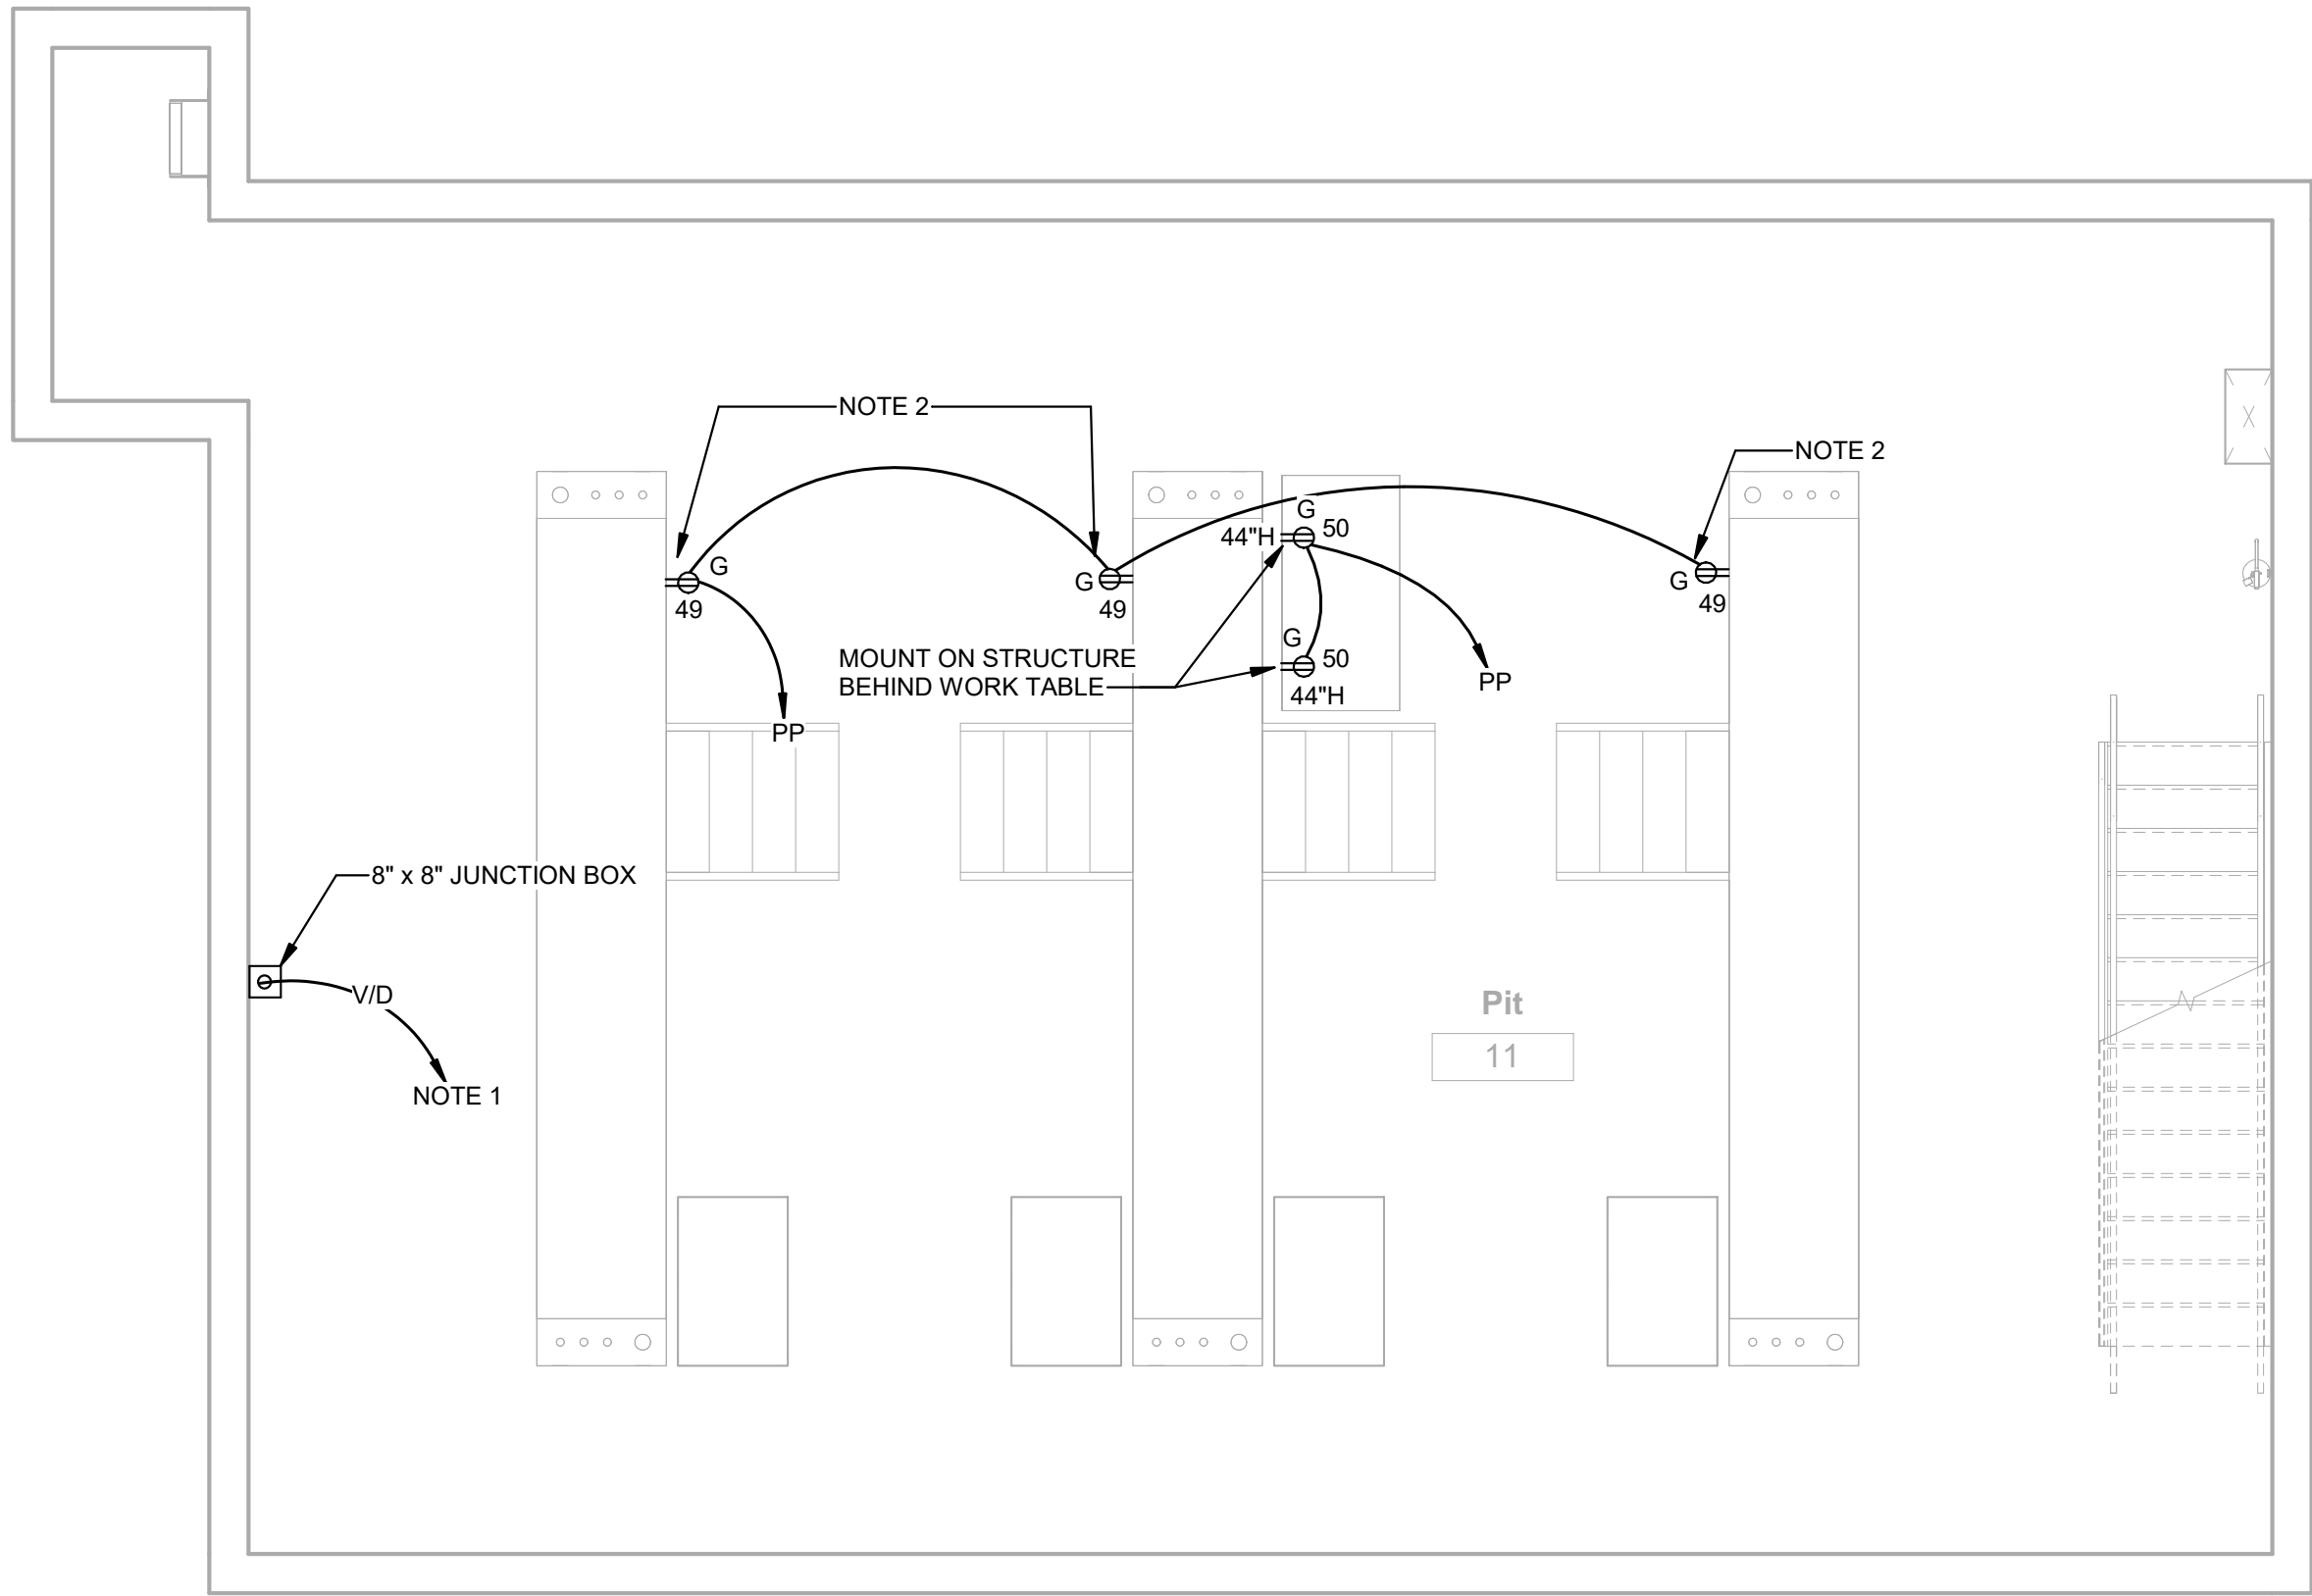 NOTE 2
NOTE 2
G
44"H
50
G
49
G
49
G
49
G
50
44"H
MOUNT ON STRUCTURE
BEHIND WORK TABLE
PP
PP
8" x 8" JUNCTION BOX
V/D
NOTE 1
Pit
11